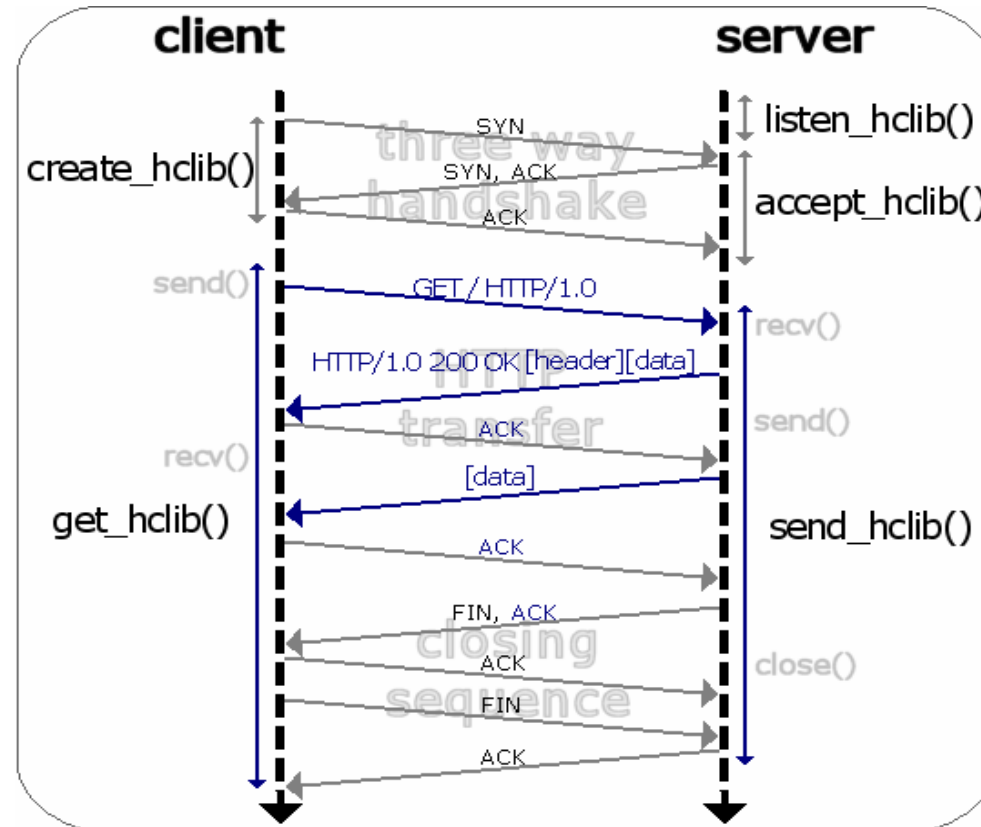 client
server
listen_hclib()
SYN
three way
create_hclib()
SYN, ACK
handshake
accept_hclib()
ACK
send()
GET / HTTP/1.0
recv()
HTTP/1.0 200 OK [header][data]
HTTP
transfer
send()
ACK
recv()
[data]
get_hclib()
send_hclib()
ACK
FIN, ACK
closing
ACK
close()
sequence
FIN
ACK